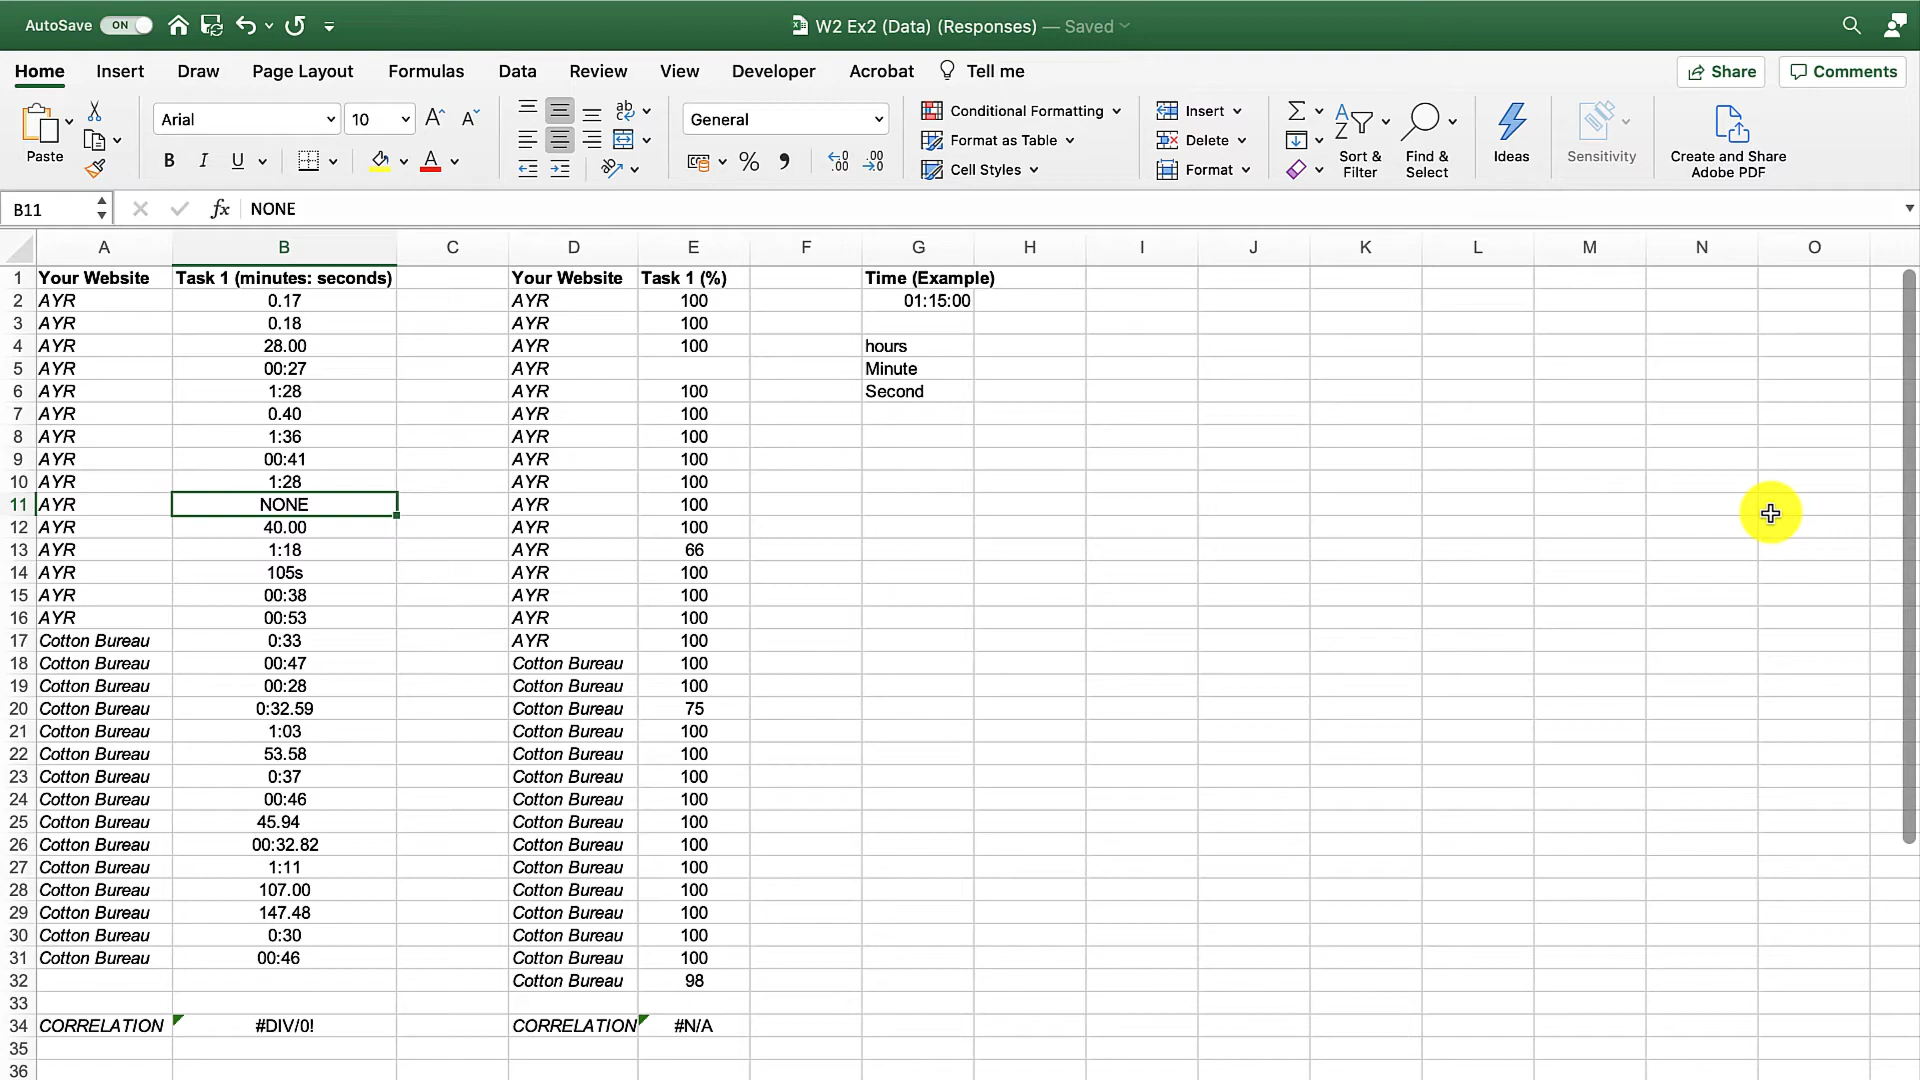 AutoSave ON W2 Ex2 (Data) (Responses) — Saved
Home Insert Draw Page Layout Formulas Data Review View Developer Acrobat Tell me Share Comments
Paste Arial 10 General Conditional Formatting Insert
B I U Format as Table Delete
Cell Styles Format
Sort & Filter Find & Select Ideas Sensitivity Create and Share Adobe PDF
B11 fx NONE
A B C D E F G H I J K L M N O
1 Your Website Task 1 (minutes: seconds) Your Website Task 1 (%) Time (Example)
2 AYR 0.17 AYR 100 01:15:00
3 AYR 0.18 AYR 100
4 AYR 28.00 AYR 100 hours
5 AYR 00:27 AYR Minute
6 AYR 1:28 AYR 100 Second
7 AYR 0.40 AYR 100
8 AYR 1:36 AYR 100
9 AYR 00:41 AYR 100
10 AYR 1:28 AYR 100
11 AYR NONE AYR 100
12 AYR 40.00 AYR 100
13 AYR 1:18 AYR 66
14 AYR 105s AYR 100
15 AYR 00:38 AYR 100
16 AYR 00:53 AYR 100
17 Cotton Bureau 0:33 AYR 100
18 Cotton Bureau 00:47 Cotton Bureau 100
19 Cotton Bureau 00:28 Cotton Bureau 100
20 Cotton Bureau 0:32.59 Cotton Bureau 75
21 Cotton Bureau 1:03 Cotton Bureau 100
22 Cotton Bureau 53.58 Cotton Bureau 100
23 Cotton Bureau 0:37 Cotton Bureau 100
24 Cotton Bureau 00:46 Cotton Bureau 100
25 Cotton Bureau 45.94 Cotton Bureau 100
26 Cotton Bureau 00:32.82 Cotton Bureau 100
27 Cotton Bureau 1:11 Cotton Bureau 100
28 Cotton Bureau 107.00 Cotton Bureau 100
29 Cotton Bureau 147.48 Cotton Bureau 100
30 Cotton Bureau 0:30 Cotton Bureau 100
31 Cotton Bureau 00:46 Cotton Bureau 100
32 Cotton Bureau 98
33
34 CORRELATION #DIV/0! CORRELATION #N/A
35
36